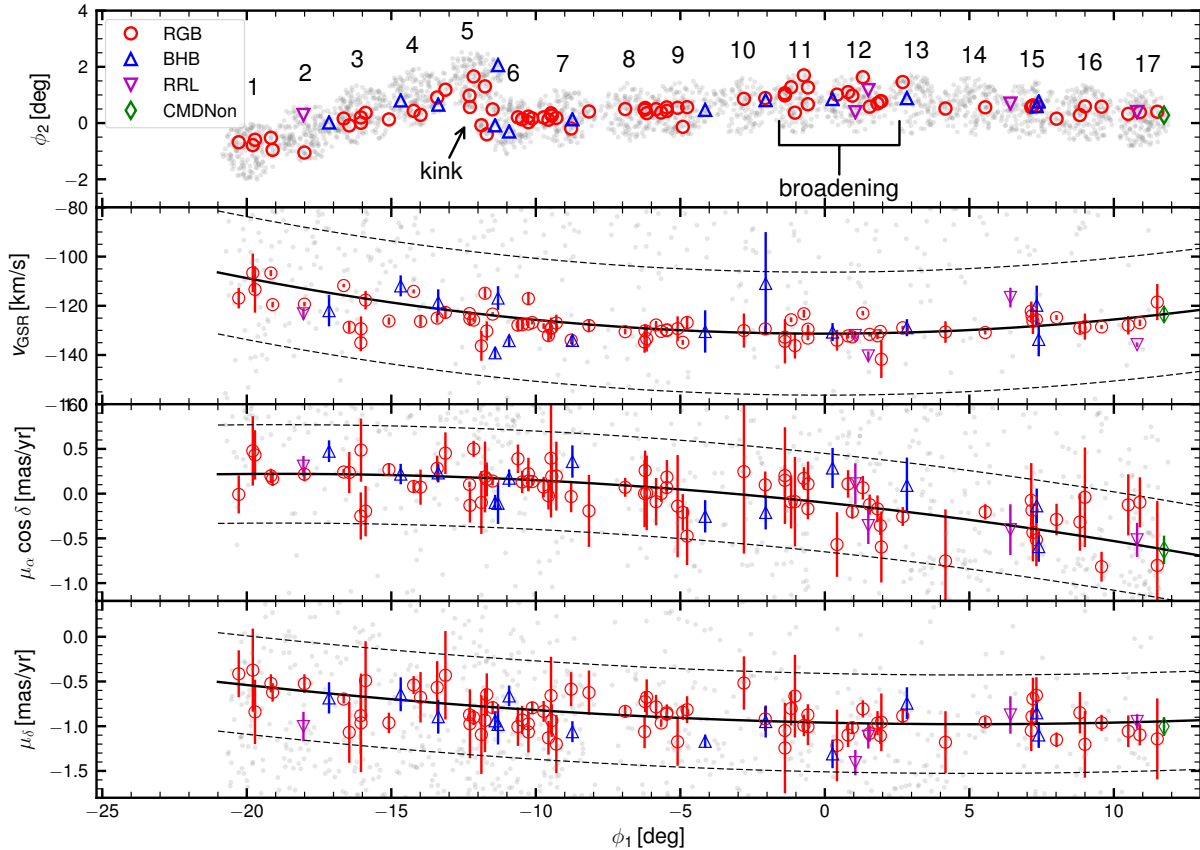 4
2
0
−2
ϕ2 [deg]
RGB
BHB
RRL
CMDNon
1 2 3 4 5 6 7 8 9 10 11 12 13 14 15 16 17
kink
broadening
−80
−100
−120
−140
−160
vGSR [km/s]
0.5
0.0
−0.5
−1.0
μα cos δ [mas/yr]
0.0
−0.5
−1.0
−1.5
μδ [mas/yr]
−25 −20 −15 −10 −5 0 5 10
ϕ1 [deg]